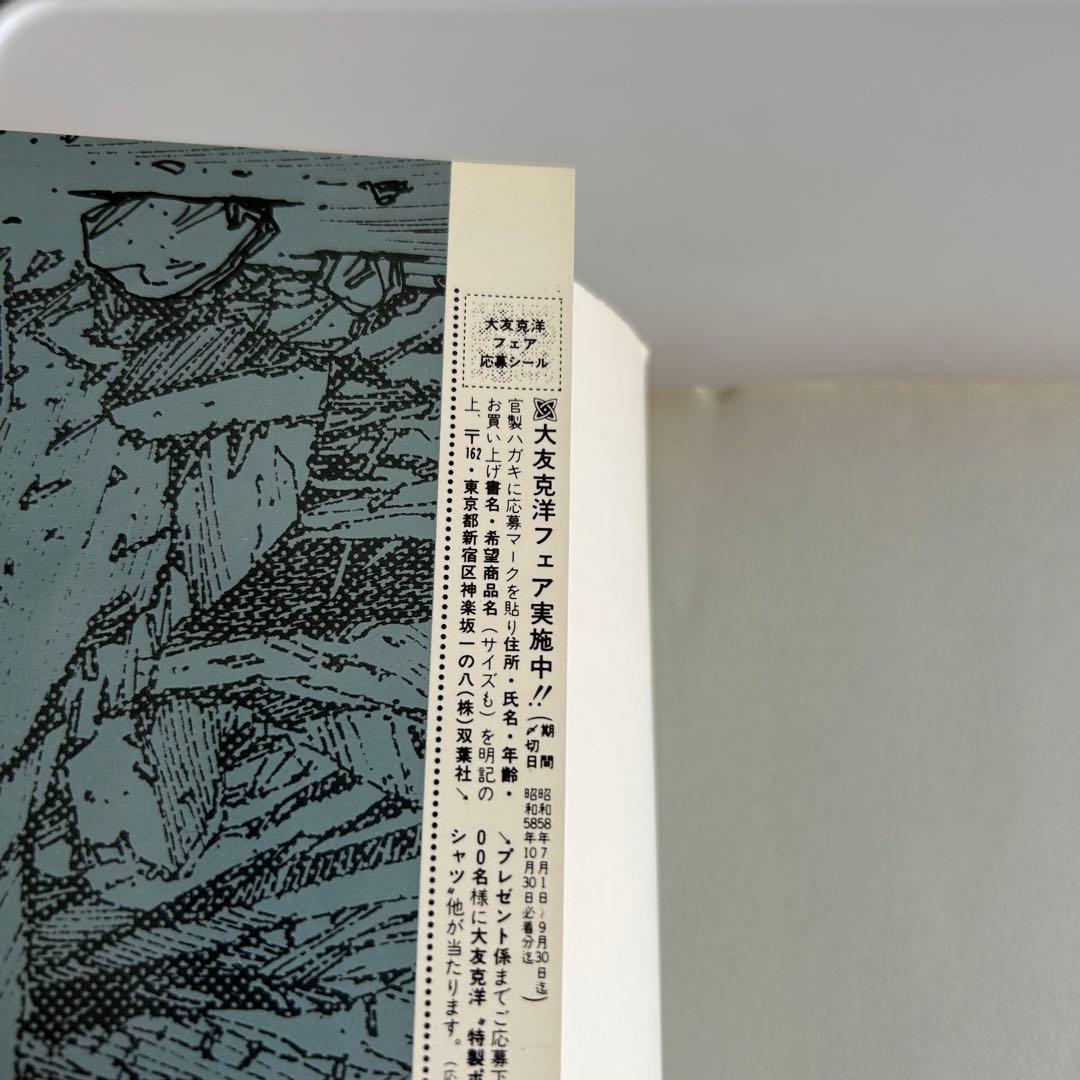 大友克洋
フェア
応募シール
大友克洋フェア実施中!!
(期間 昭和58年7月1日~9月30日迄
〆切日 昭和58年10月30日必着分迄)
官製ハガキに応募マークを貼り住所・氏名・年齢・
お買い上げ書名・希望商品名(サイズも)を明記の
上、〒162・東京都新宿区神楽坂一の八(株)双葉社↘
↘プレゼント係までご応募下
00名様に大友克洋〝特製ポ
シャツ〟他が当たります。(応